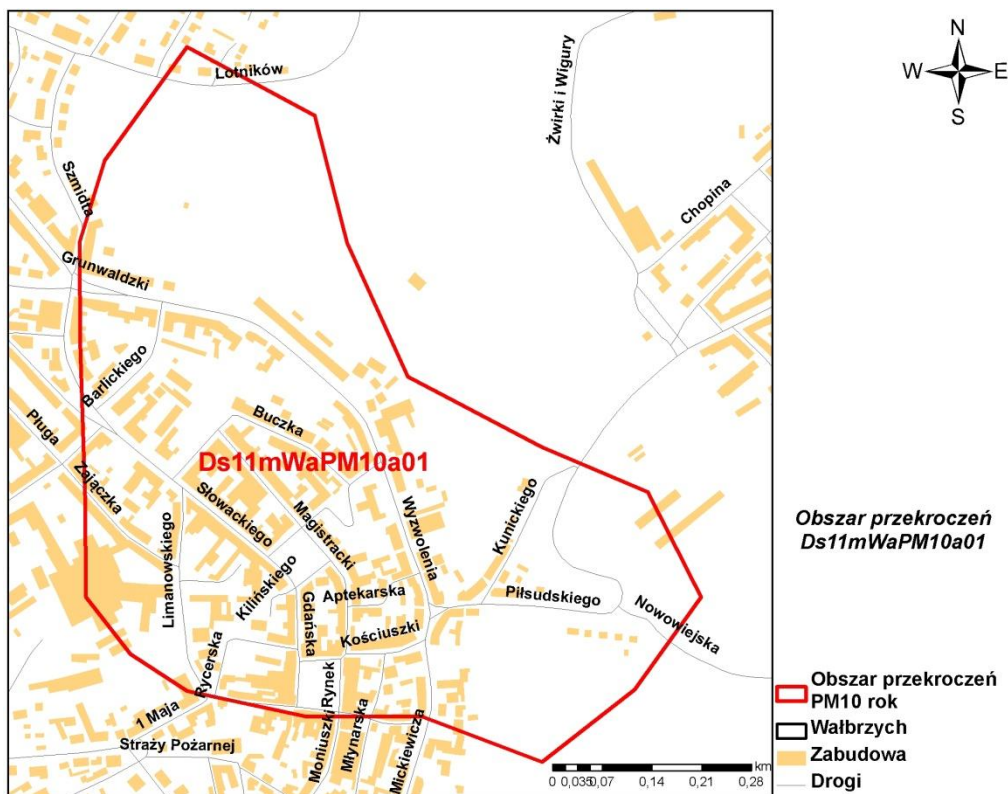 Lotników
Żwirki i Wigury
N
W
E
S
Szmidta
Chopina
Grunwaldzki
Barlickiego
Pługa
Buczka
Ds11mWaPM10a01
Zajączka
Słowackiego
Magistracki
Wyzwolenia
Kunickiego
Obszar przekroczeń
Ds11mWaPM10a01
Limanowskiego
Kilińskiego
Gdańska
Aptekarska
Piłsudskiego
Nowowiejska
Kościuszki
Rycerska
Rynek
1 Maja
Straży Pożarnej
Moniuszki
Młynarska
Mickiewicza
Obszar przekroczeń
PM10 rok
Wałbrzych
Zabudowa
Drogi
km
0 0,035 0,07 0,14 0,21 0,28